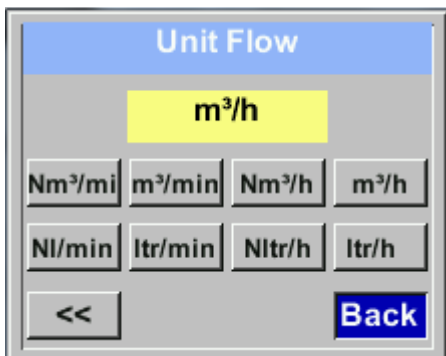 Unit Flow
m³/h
Nm³/mi m³/min Nm³/h m³/h
Nl/min ltr/min Nltr/h ltr/h
<< Back